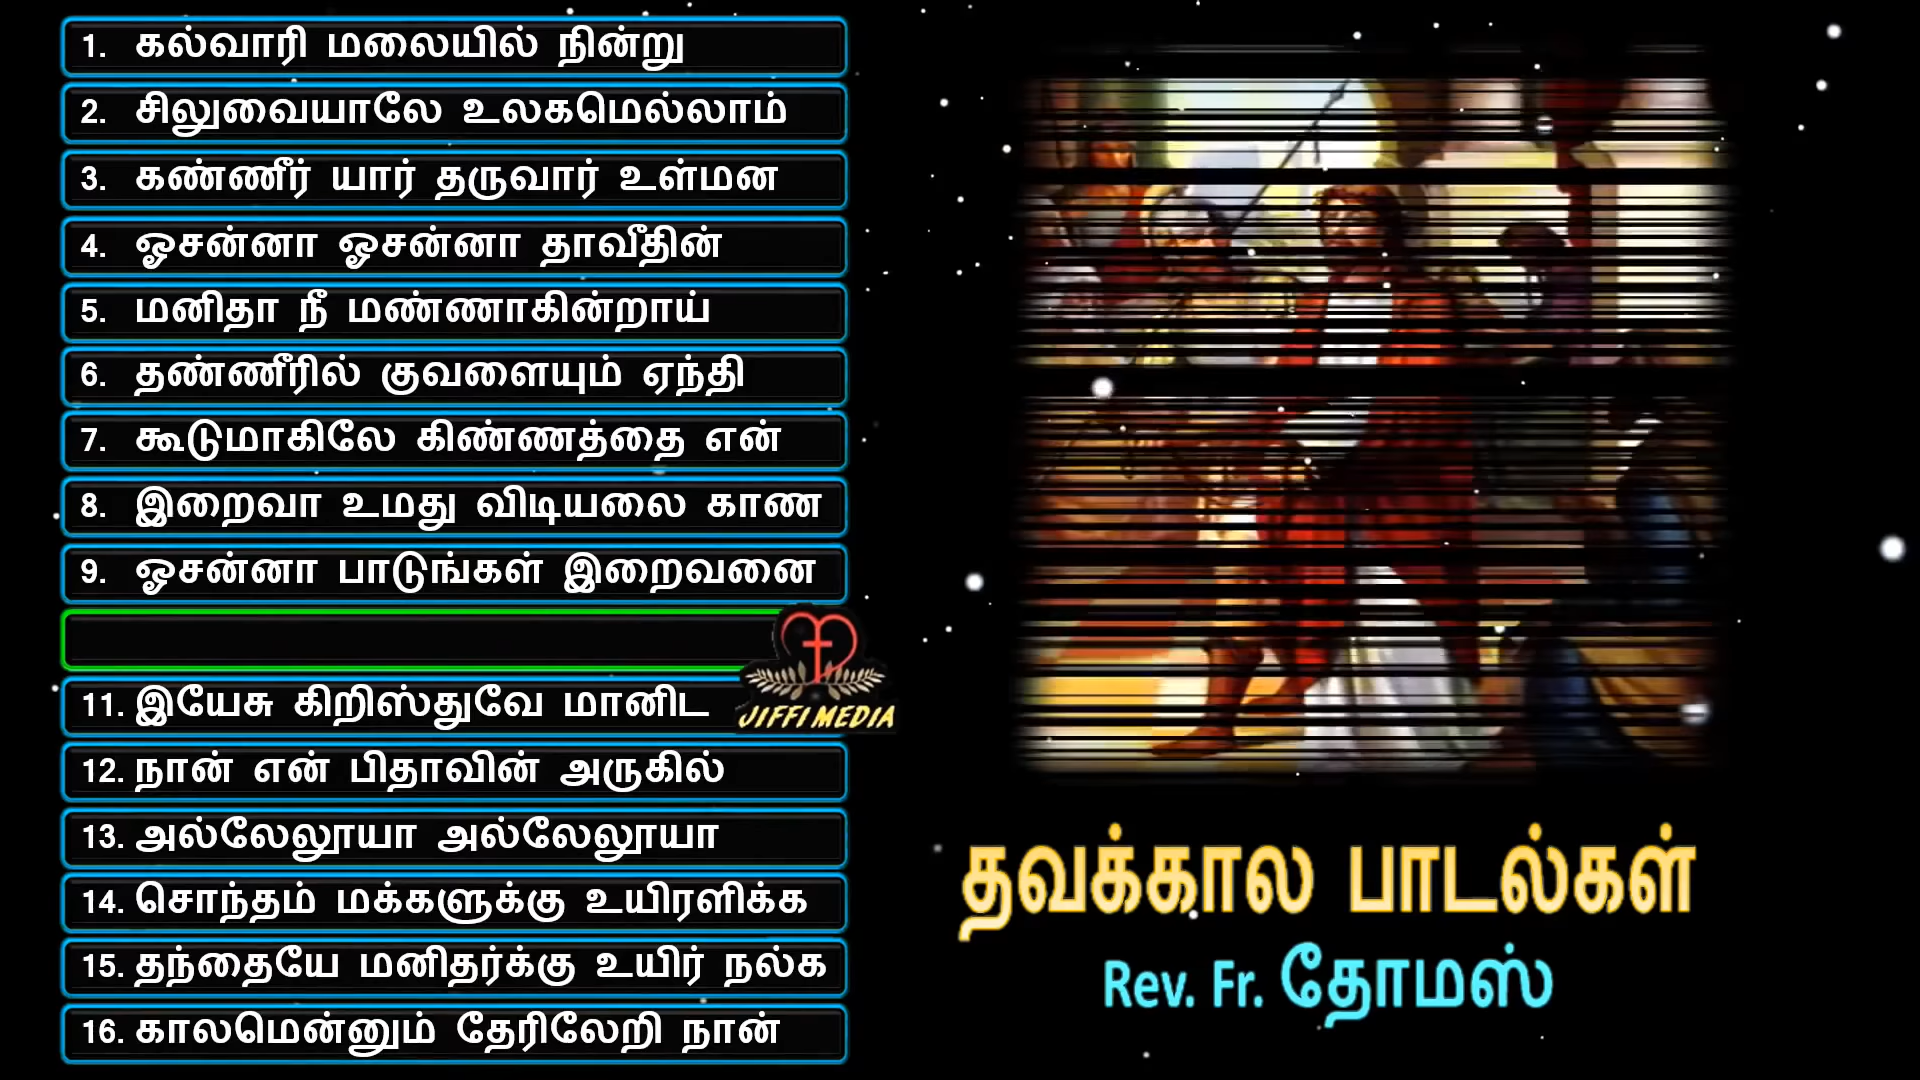 1. கல்வாரி மலையில் நின்று
2. சிலுவையாலே உலகமெல்லாம்
3. கண்ணீர் யார் தருவார் உள்மன
4. ஓசன்னா ஓசன்னா தாவீதின்
5. மனிதா நீ மண்ணாகின்றாய்
6. தண்ணீரில் குவளையும் ஏந்தி
7. கூடுமாகிலே கிண்ணத்தை என்
8. இறைவா உமது விடியலை காண
9. ஓசன்னா பாடுங்கள் இறைவனை
11. இயேசு கிறிஸ்துவே மானிட
12. நான் என் பிதாவின் அருகில்
13. அல்லேலூயா அல்லேலூயா
14. சொந்தம் மக்களுக்கு உயிரளிக்க
15. தந்தையே மனிதர்க்கு உயிர் நல்க
16. காலமென்னும் தேரிலேறி நான்
JIFFI MEDIA
தவக்கால பாடல்கள்
Rev. Fr. தோமஸ்